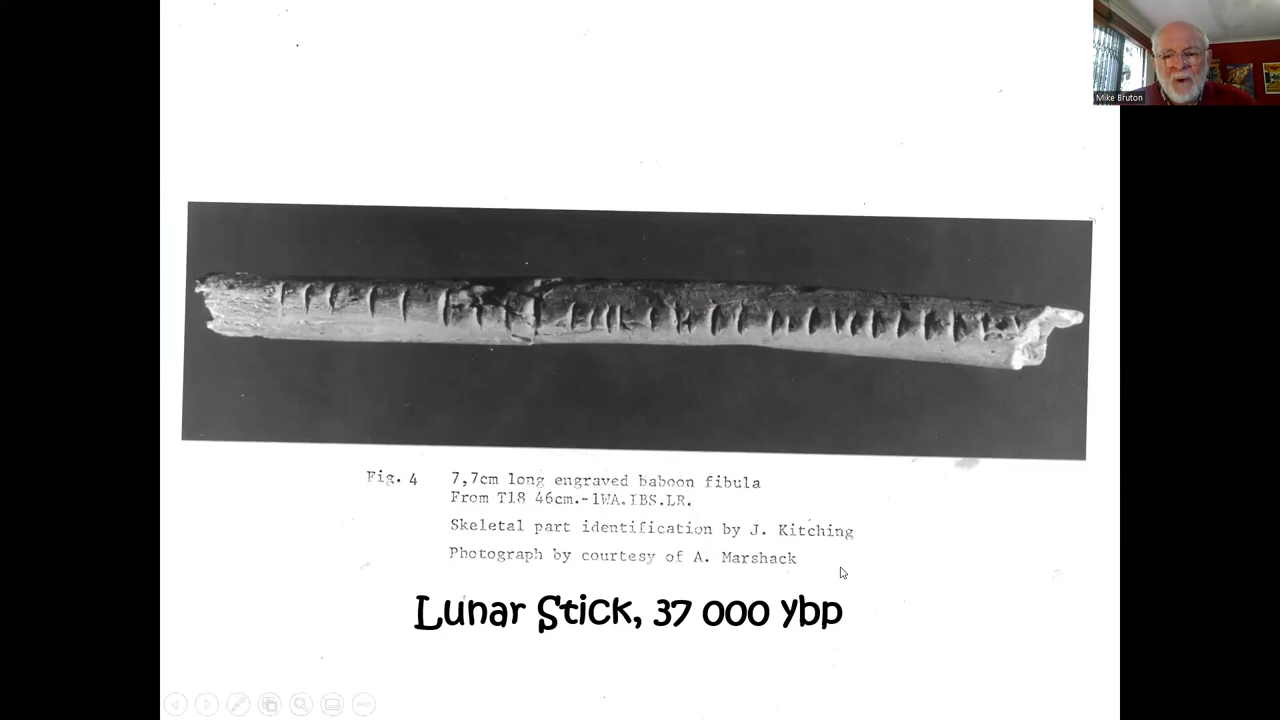 Mike Bruton
Fig. 4 7,7cm long engraved baboon fibula
From T18 46cm.-1WA.IBS.LR.
Skeletal part identification by J. Kitching
Photograph by courtesy of A. Marshack
Lunar Stick, 37 000 ybp